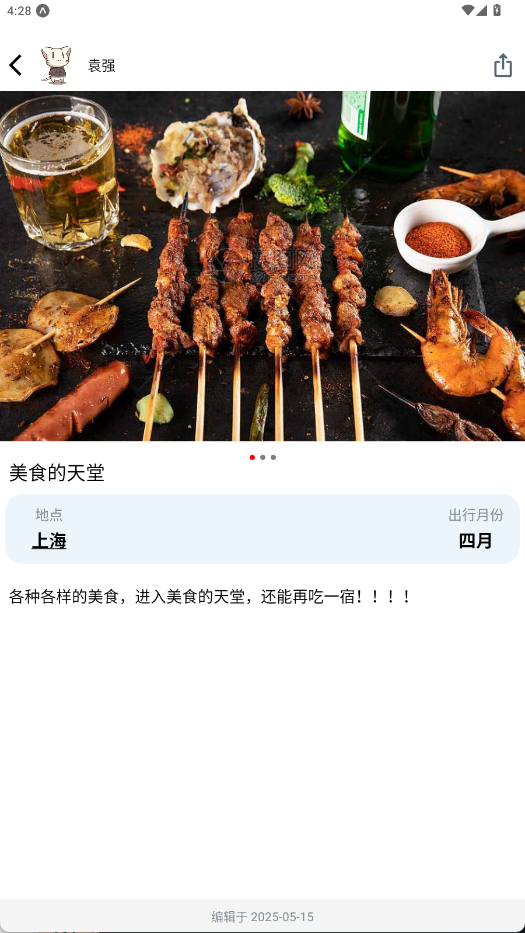 4:28
袁强
美食的天堂
地点
出行月份
上海
四月
各种各样的美食，进入美食的天堂，还能再吃一宿！！！！
编辑于 2025-05-15